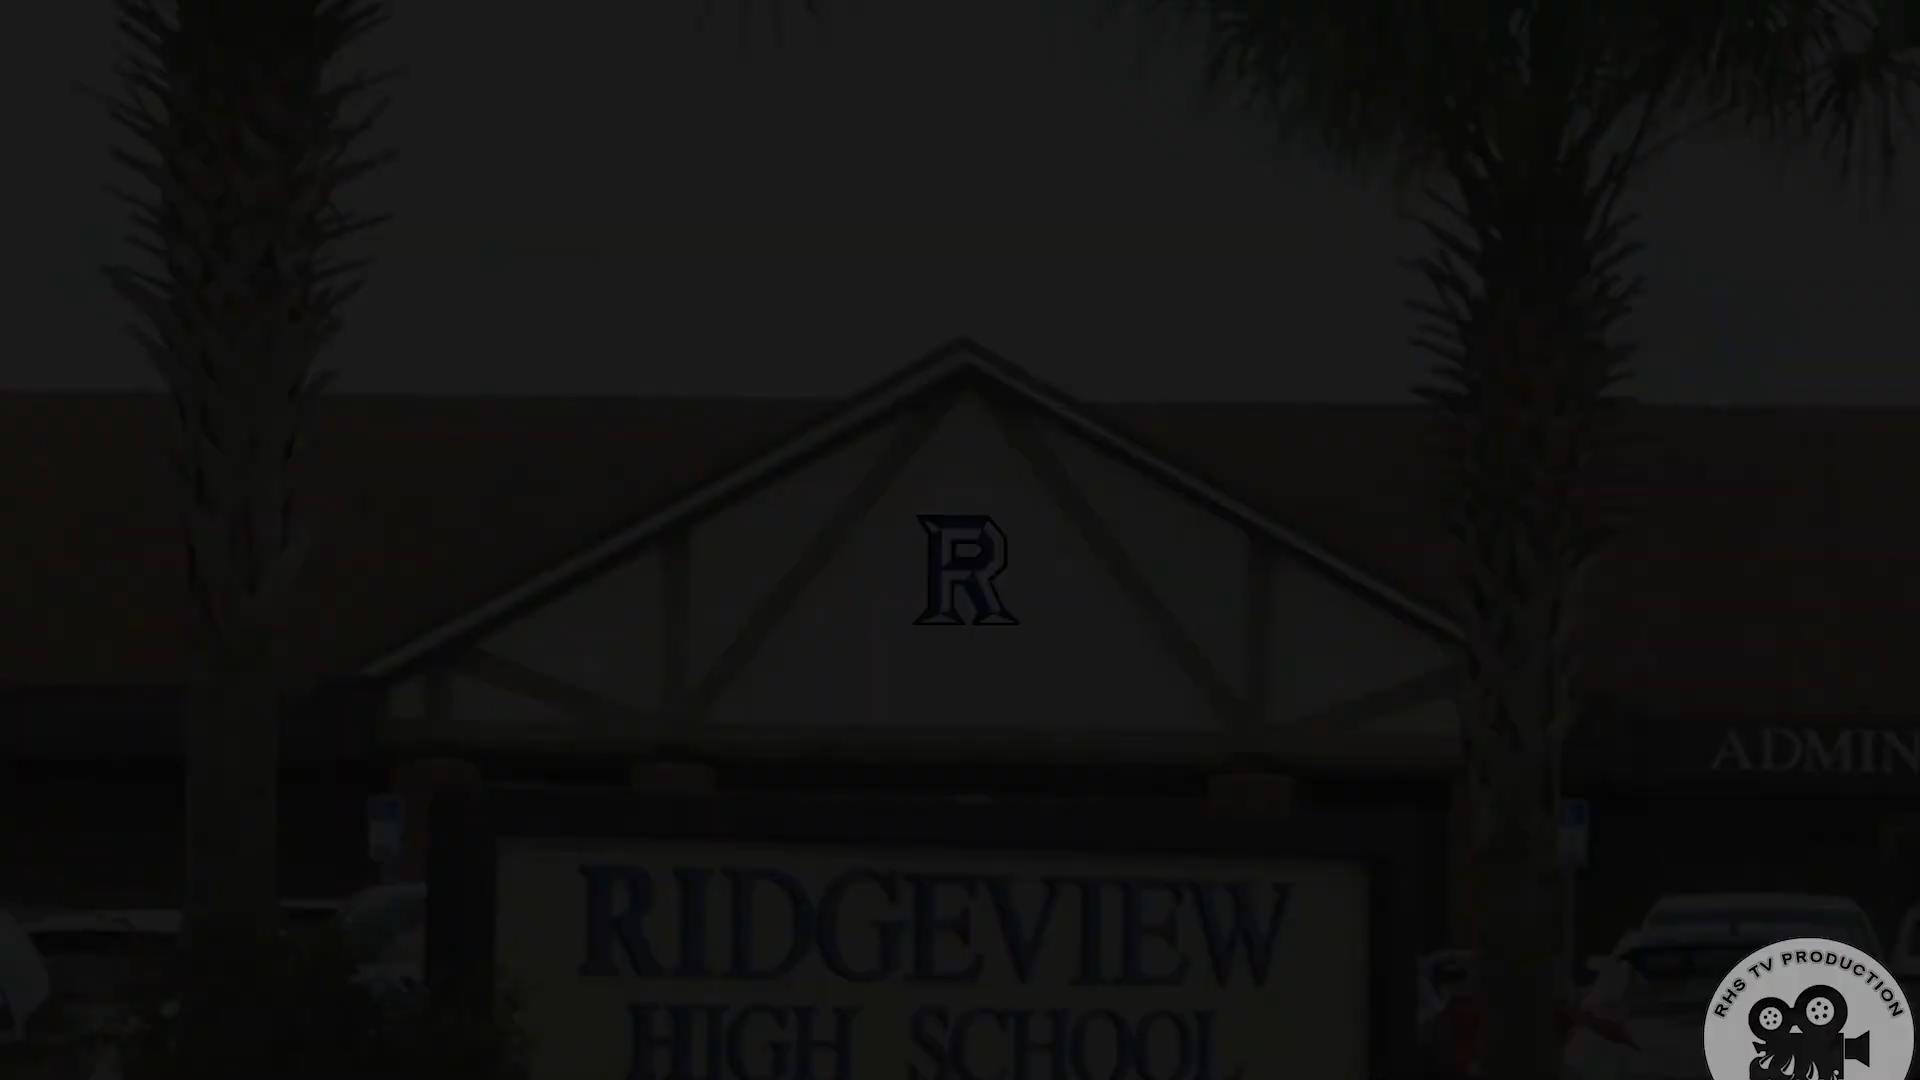 R
ADMIN
RIDGEVIEW
HIGH SCHOOL
RHS TV PRODUCTION